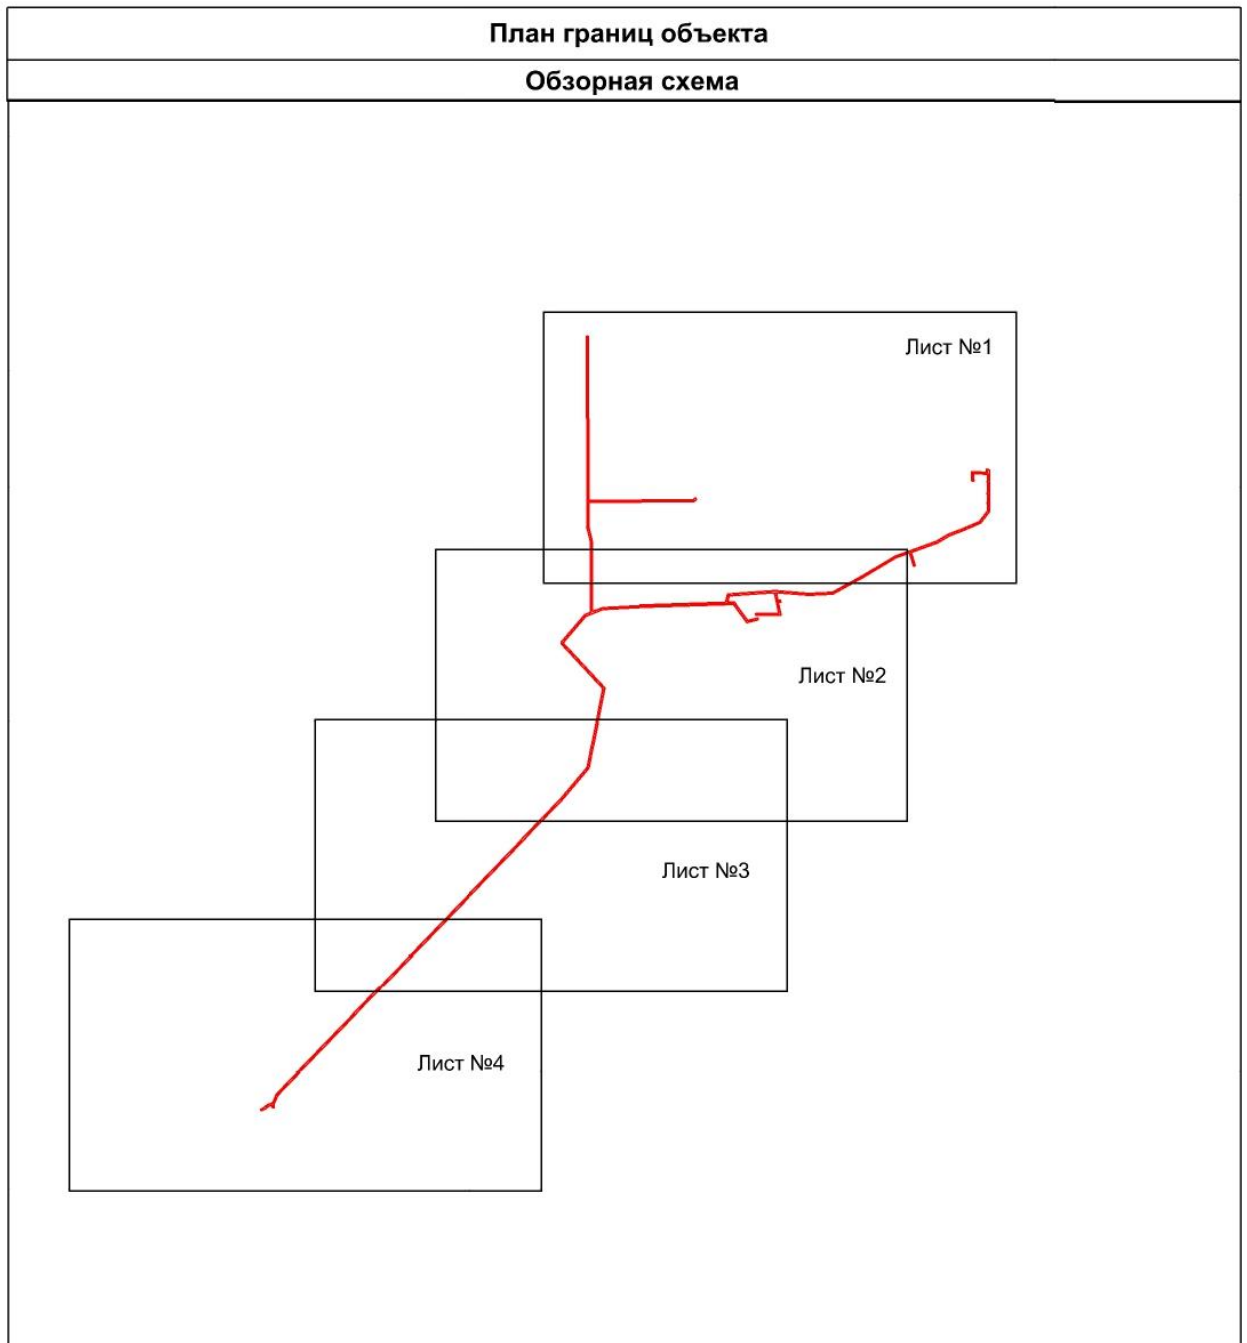 План границ объекта
Обзорная схема
Лист №1
Лист №2
Лист №3
Лист №4